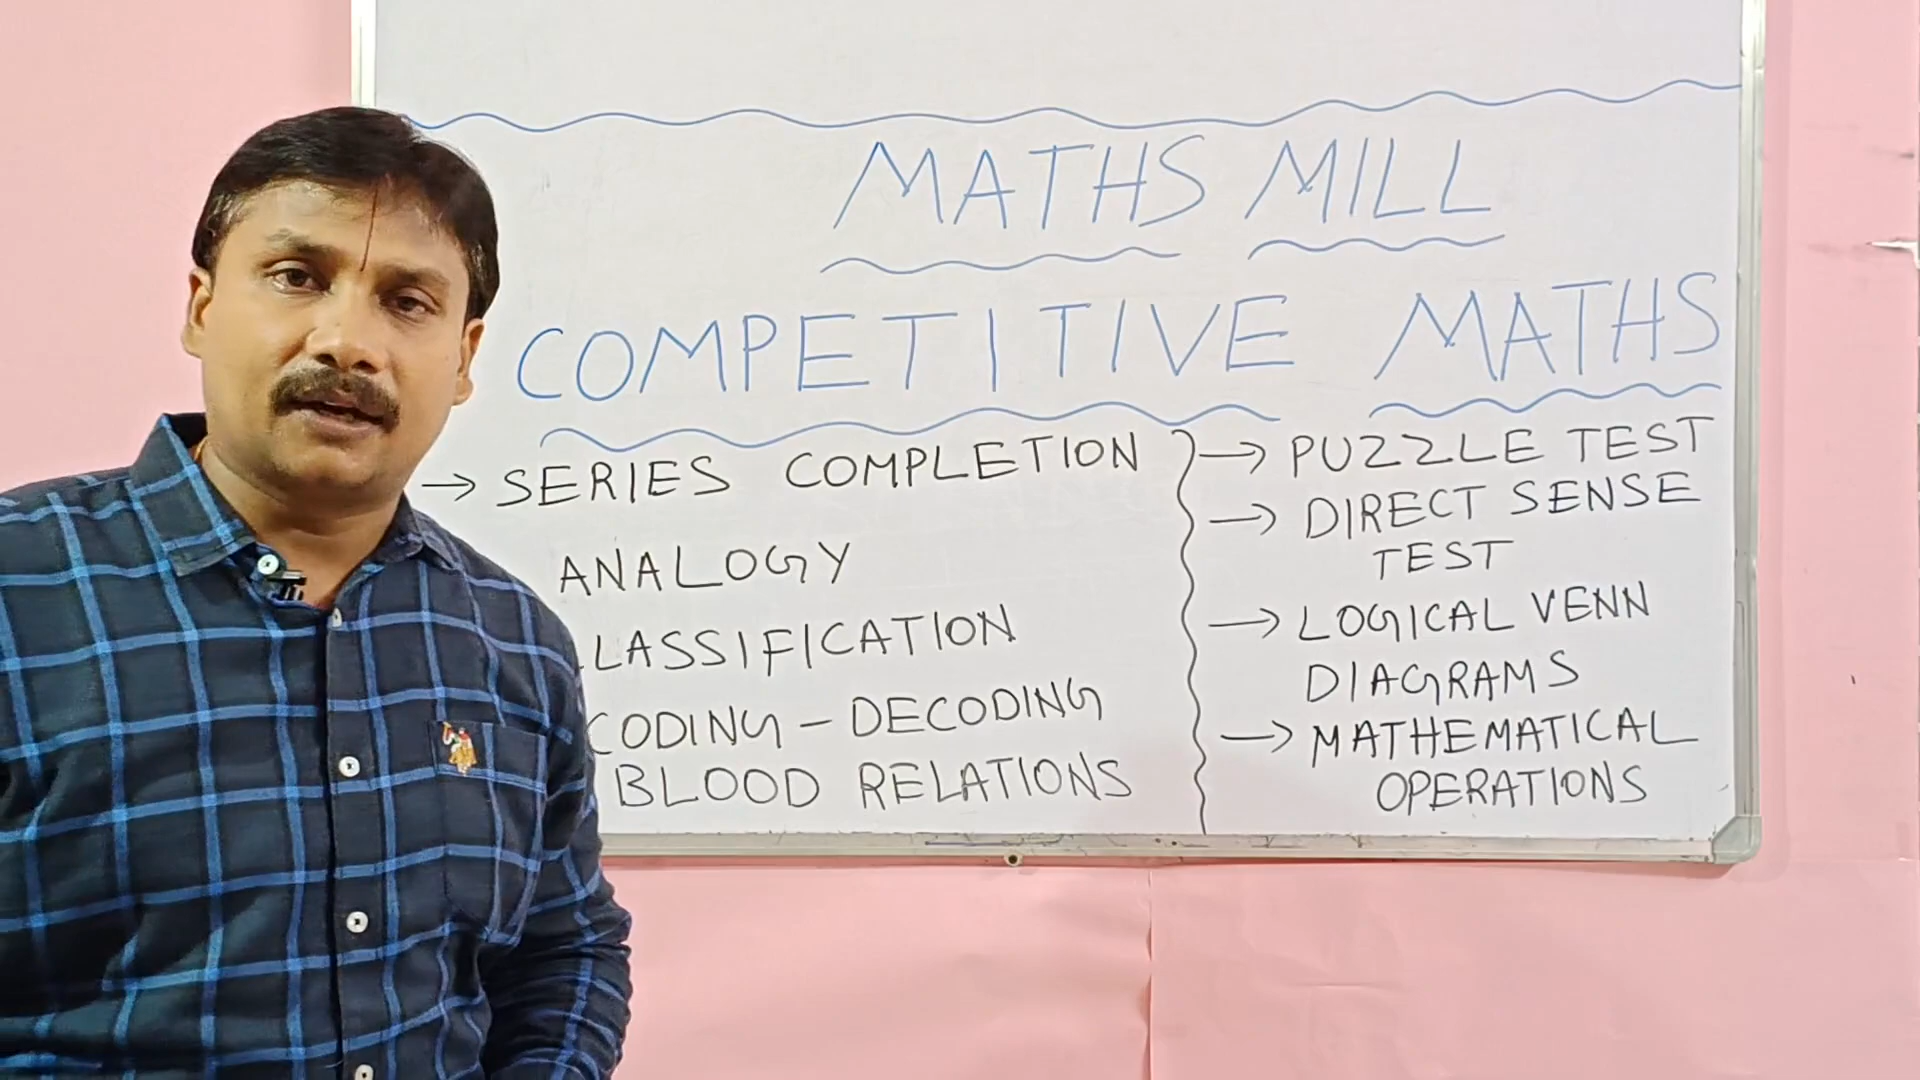 MATHS MILL
COMPETITIVE MATHS
→ SERIES COMPLETION
ANALOGY
LASSIFICATION
CODING - DECODING
BLOOD RELATIONS
→ PUZZLE TEST
→ DIRECT SENSE
TEST
→ LOGICAL VENN
DIAGRAMS
→ MATHEMATICAL
OPERATIONS